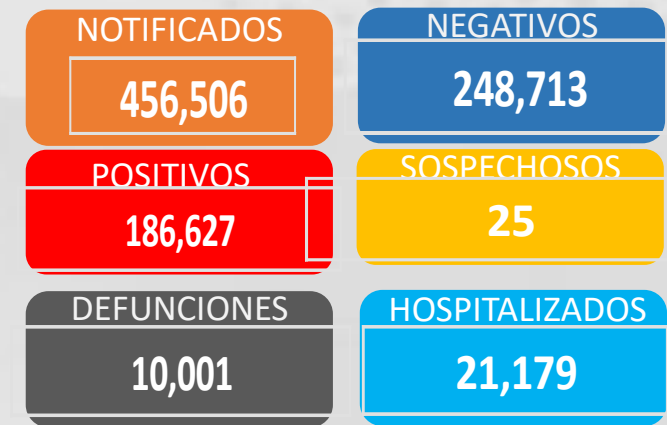 NOTIFICADOS
456,506
NEGATIVOS
248,713
POSITIVOS
186,627
SOSPECHOSOS
25
DEFUNCIONES
10,001
HOSPITALIZADOS
21,179